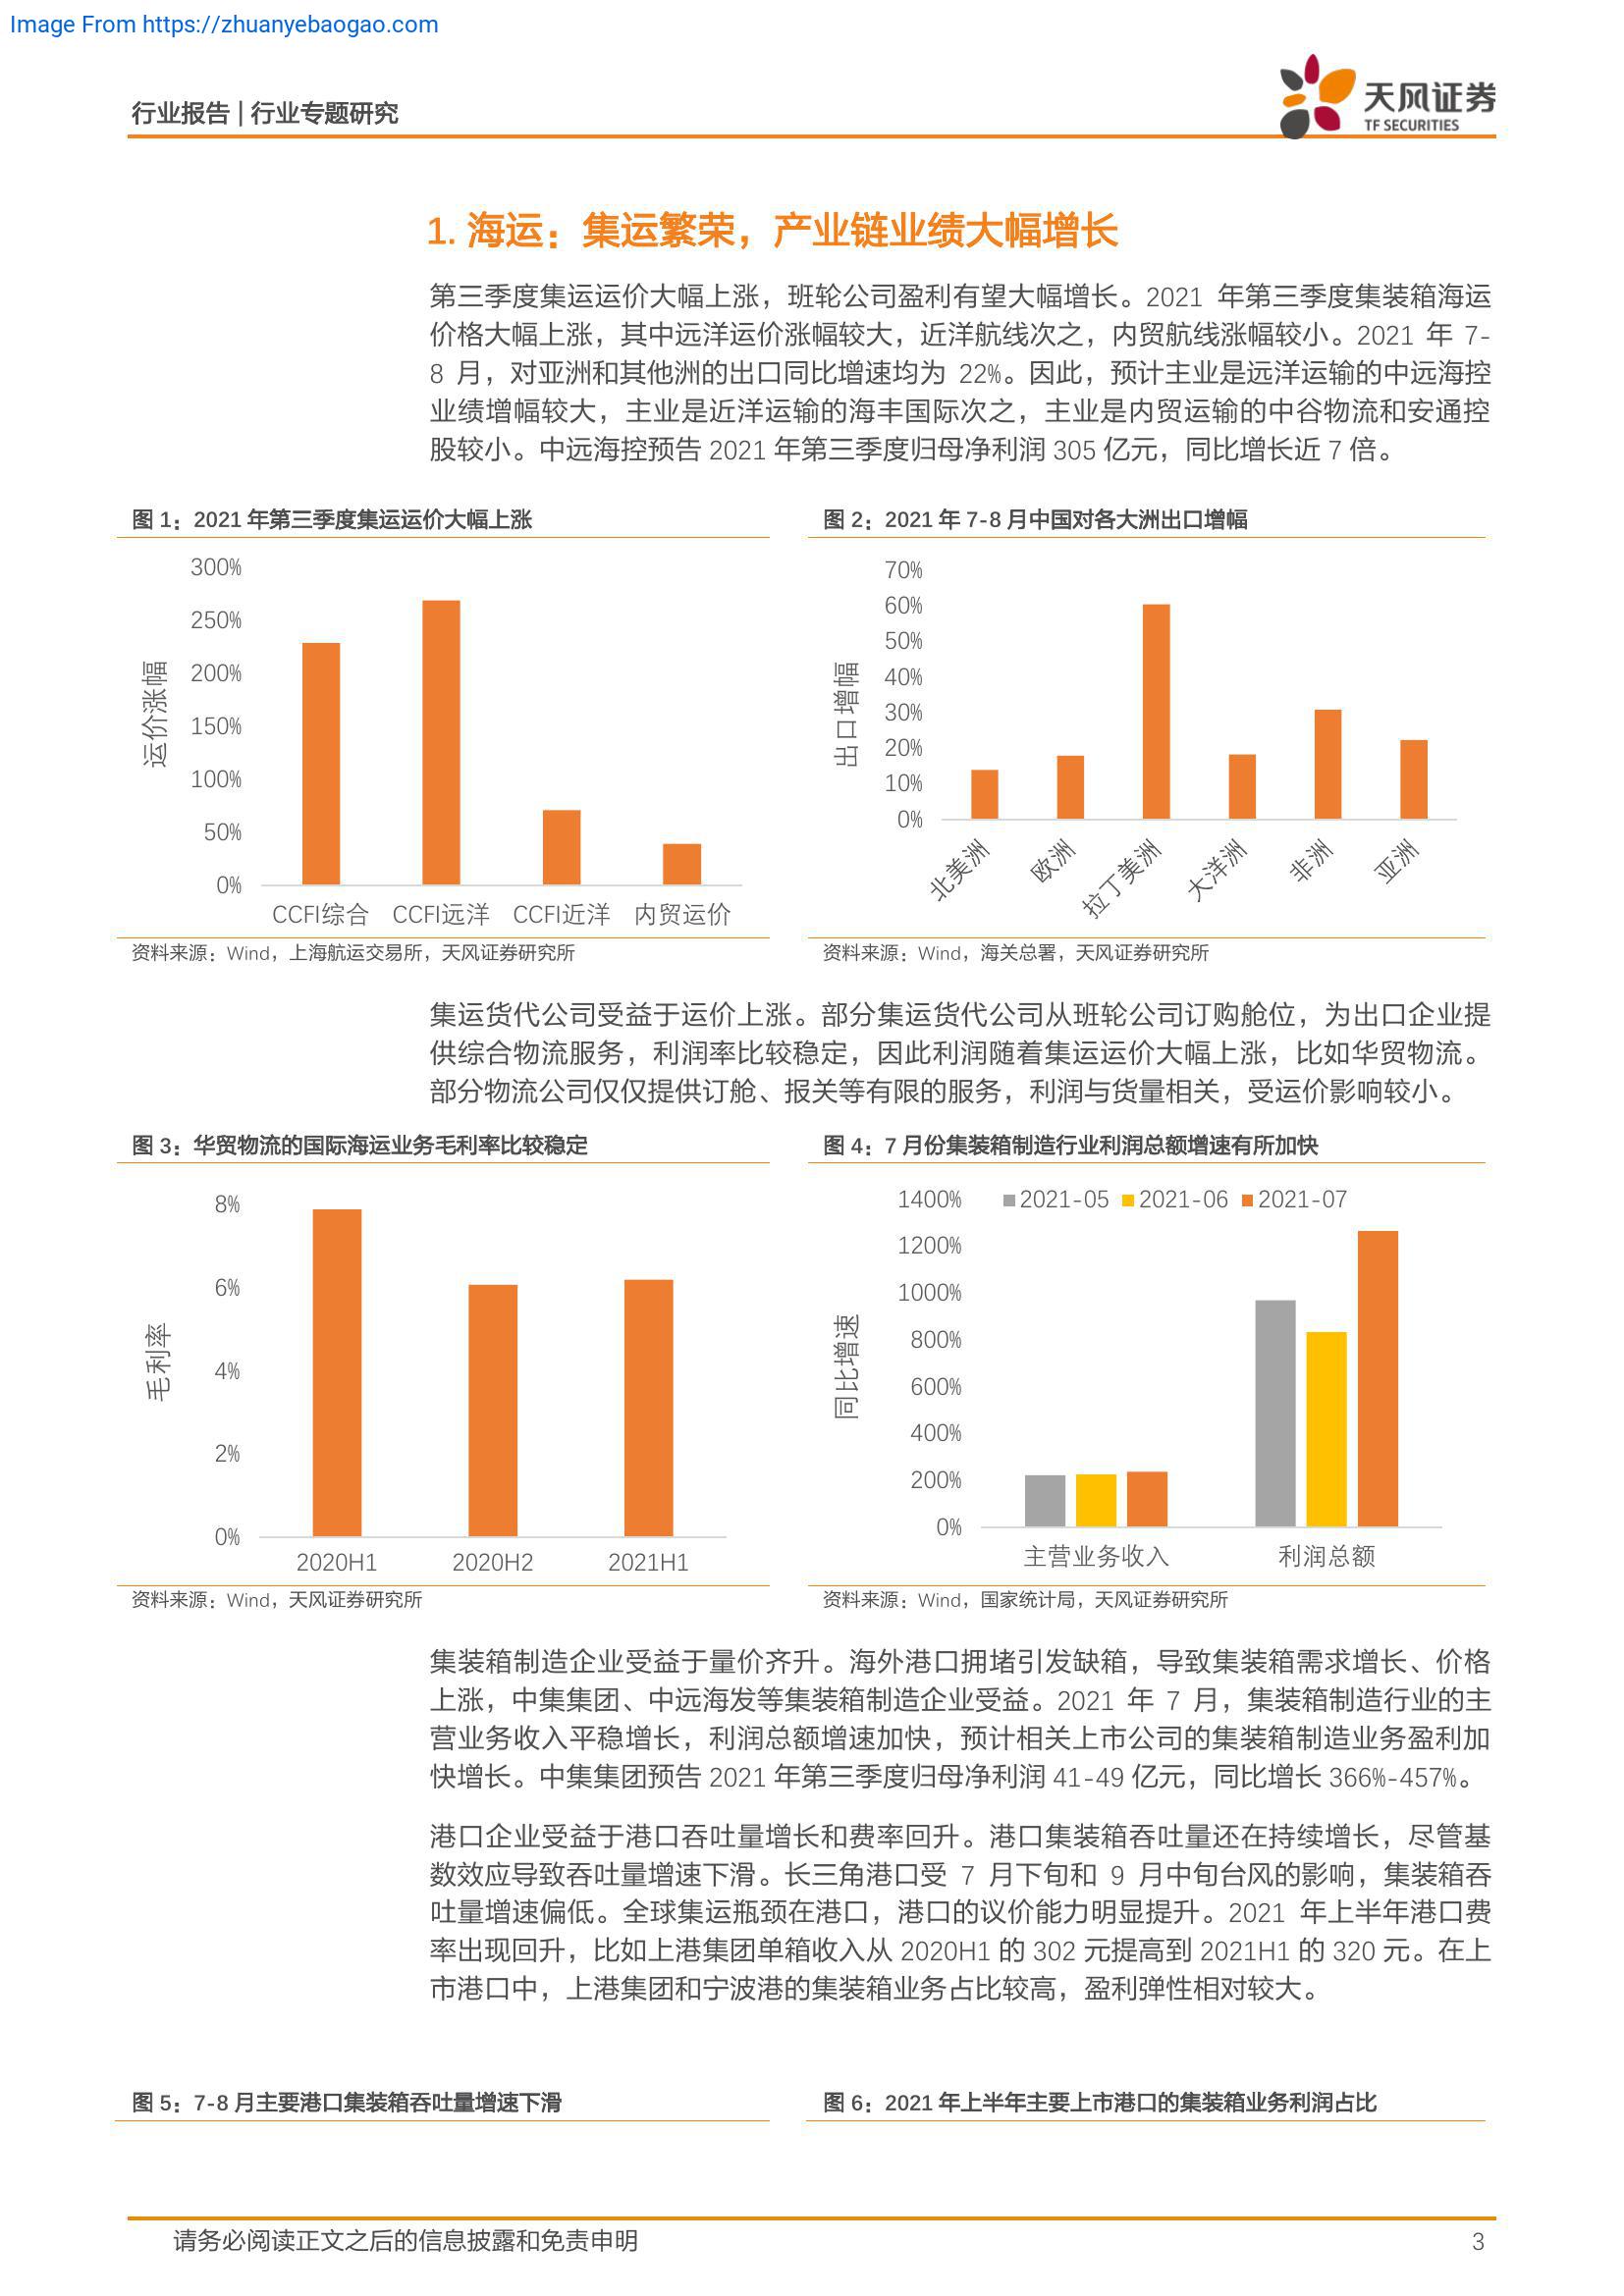 Image From https://zhuanyebaogao.com
行业报告 | 行业专题研究
天风证券
TF SECURITIES
1. 海运：集运繁荣，产业链业绩大幅增长
第三季度集运运价大幅上涨，班轮公司盈利有望大幅增长。2021 年第三季度集装箱海运
价格大幅上涨，其中远洋运价涨幅较大，近洋航线次之，内贸航线涨幅较小。2021 年 7-
8 月，对亚洲和其他洲的出口同比增速均为 22%。因此，预计主业是远洋运输的中远海控
业绩增幅较大，主业是近洋运输的海丰国际次之，主业是内贸运输的中谷物流和安通控
股较小。中远海控预告 2021 年第三季度归母净利润 305 亿元，同比增长近 7 倍。
图 1：2021 年第三季度集运运价大幅上涨
300%
250%
200%
150%
100%
50%
0%
运价涨幅
CCFI综合 CCFI远洋 CCFI近洋 内贸运价
资料来源：Wind，上海航运交易所，天风证券研究所
图 2：2021 年 7-8 月中国对各大洲出口增幅
70%
60%
50%
40%
30%
20%
10%
0%
出口增幅
北美洲 欧洲 拉丁美洲 大洋洲 非洲 亚洲
资料来源：Wind，海关总署，天风证券研究所
集运货代公司受益于运价上涨。部分集运货代公司从班轮公司订购舱位，为出口企业提
供综合物流服务，利润率比较稳定，因此利润随着集运运价大幅上涨，比如华贸物流。
部分物流公司仅仅提供订舱、报关等有限的服务，利润与货量相关，受运价影响较小。
图 3：华贸物流的国际海运业务毛利率比较稳定
8%
6%
4%
2%
0%
毛利率
2020H1 2020H2 2021H1
资料来源：Wind，天风证券研究所
图 4：7 月份集装箱制造行业利润总额增速有所加快
2021-05 2021-06 2021-07
1400%
1200%
1000%
800%
600%
400%
200%
0%
同比增速
主营业务收入 利润总额
资料来源：Wind，国家统计局，天风证券研究所
集装箱制造企业受益于量价齐升。海外港口拥堵引发缺箱，导致集装箱需求增长、价格
上涨，中集集团、中远海发等集装箱制造企业受益。2021 年 7 月，集装箱制造行业的主
营业务收入平稳增长，利润总额增速加快，预计相关上市公司的集装箱制造业务盈利加
快增长。中集集团预告 2021 年第三季度归母净利润 41-49 亿元，同比增长 366%-457%。
港口企业受益于港口吞吐量增长和费率回升。港口集装箱吞吐量还在持续增长，尽管基
数效应导致吞吐量增速下滑。长三角港口受 7 月下旬和 9 月中旬台风的影响，集装箱吞
吐量增速偏低。全球集运瓶颈在港口，港口的议价能力明显提升。2021 年上半年港口费
率出现回升，比如上港集团单箱收入从 2020H1 的 302 元提高到 2021H1 的 320 元。在上
市港口中，上港集团和宁波港的集装箱业务占比较高，盈利弹性相对较大。
图 5：7-8 月主要港口集装箱吞吐量增速下滑
图 6：2021 年上半年主要上市港口的集装箱业务利润占比
请务必阅读正文之后的信息披露和免责申明
3